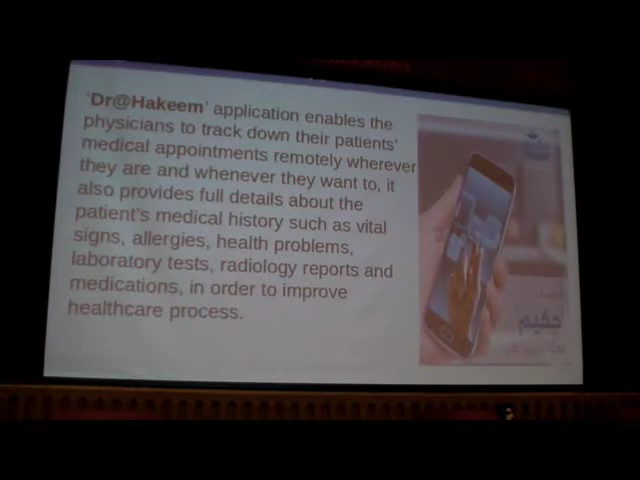 'Dr@Hakeem' application enables the
physicians to track down their patients'
medical appointments remotely wherever
they are and whenever they want to, it
also provides full details about the
patient's medical history such as vital
signs, allergies, health problems,
laboratory tests, radiology reports and
medications, in order to improve
healthcare process.
حكيم